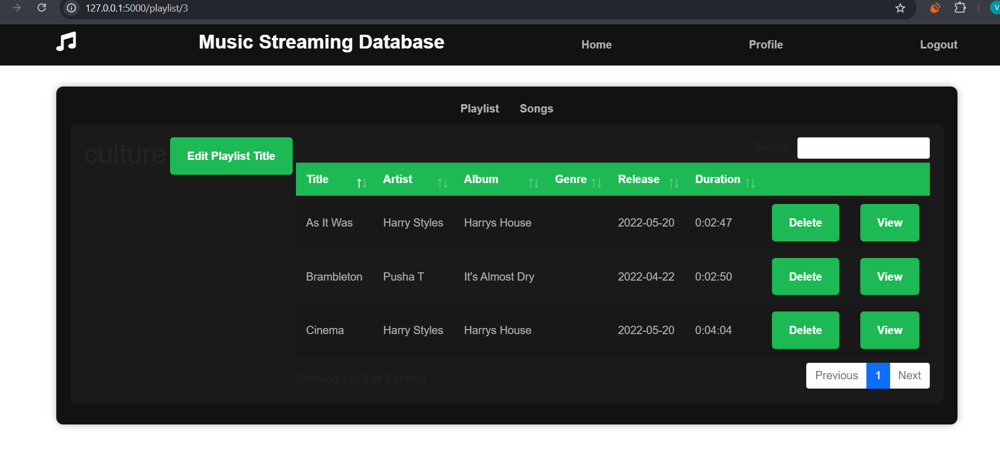 127.0.0.1:5000/playlist/3
V
Music Streaming Database Home Profile Logout
Playlist Songs
culture Edit Playlist Title Search:
Title Artist Album Genre Release Duration
As It Was Harry Styles Harrys House 2022-05-20 0:02:47 Delete View
Brambleton Pusha T It's Almost Dry 2022-04-22 0:02:50 Delete View
Cinema Harry Styles Harrys House 2022-05-20 0:04:04 Delete View
Showing 1 to 3 of 3 entries Previous 1 Next